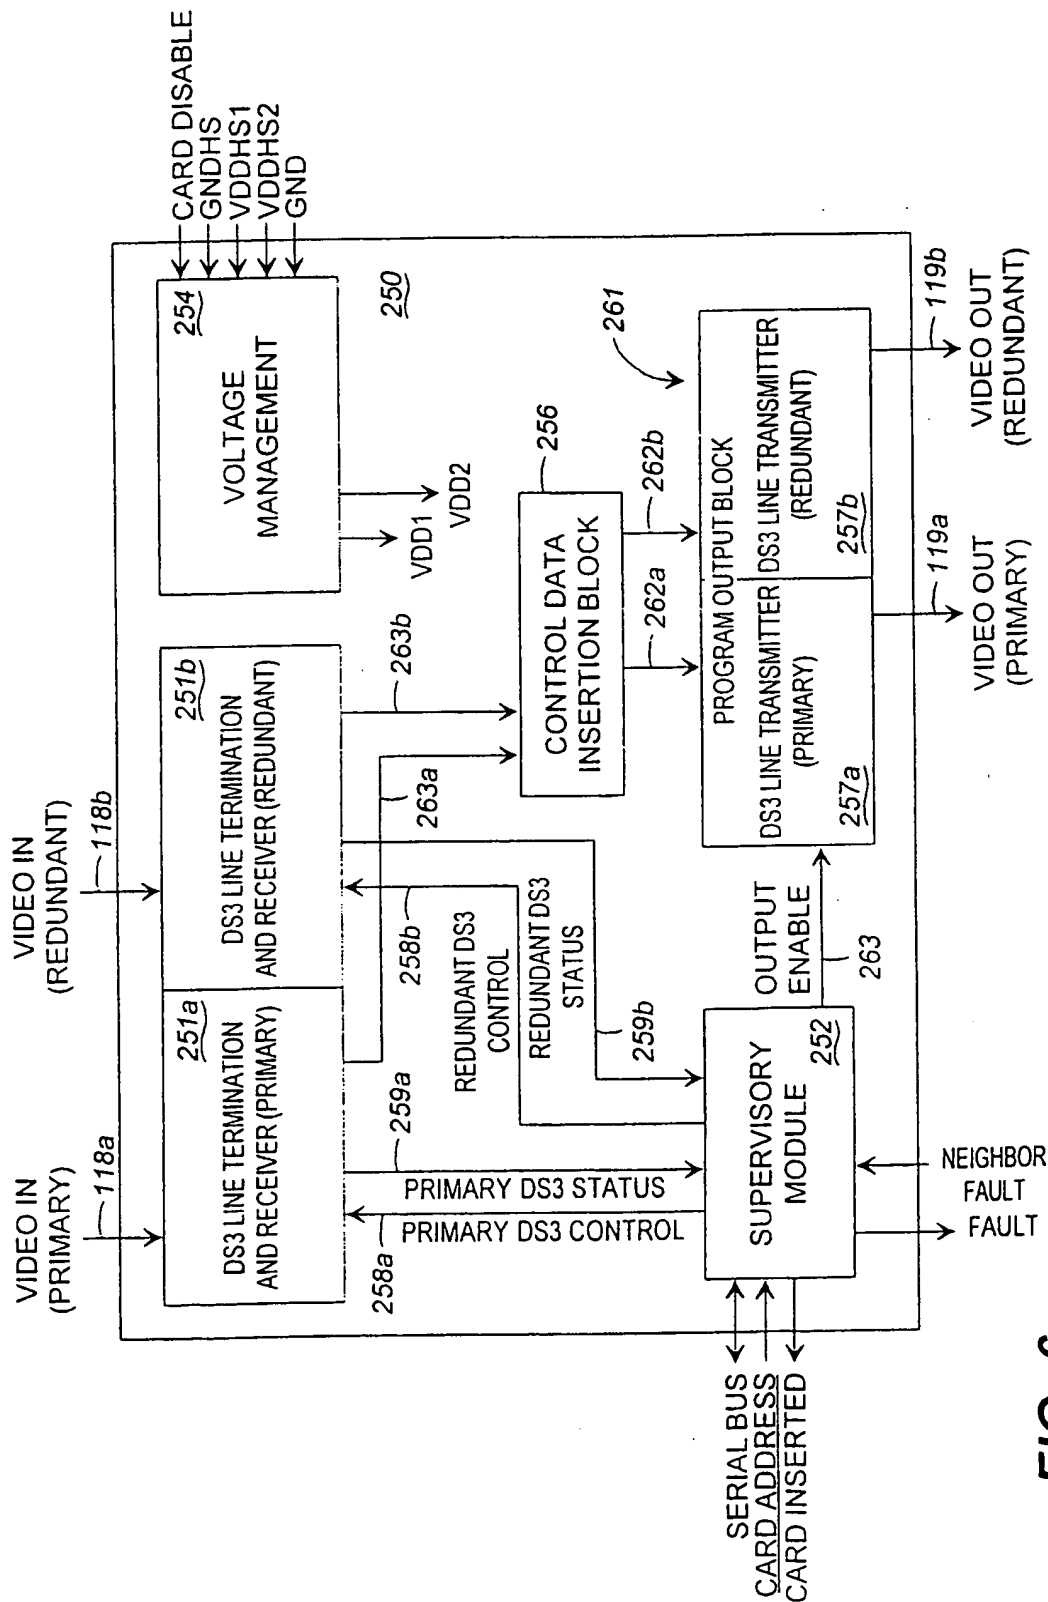 VIDEO IN
(PRIMARY)
VIDEO IN
(REDUNDANT)
118a
118b
CARD DISABLE
GNDHS
VDDHS1
VDDHS2
GND
251a
DS3 LINE TERMINATION
AND RECEIVER (PRIMARY)
251b
DS3 LINE TERMINATION
AND RECEIVER (REDUNDANT)
254
VOLTAGE
MANAGEMENT
250
VDD1
VDD2
258a
PRIMARY DS3 STATUS
PRIMARY DS3 CONTROL
259a
258b
REDUNDANT DS3
CONTROL
REDUNDANT DS3
STATUS
259b
263a
263b
256
CONTROL DATA
INSERTION BLOCK
262a
262b
261
SERIAL BUS
CARD ADDRESS
CARD INSERTED
SUPERVISORY
MODULE
252
OUTPUT
ENABLE
263
PROGRAM OUTPUT BLOCK
DS3 LINE TRANSMITTER
(PRIMARY)
257a
DS3 LINE TRANSMITTER
(REDUNDANT)
257b
NEIGHBOR
FAULT
FAULT
119a
119b
VIDEO OUT
(PRIMARY)
VIDEO OUT
(REDUNDANT)
FIG.